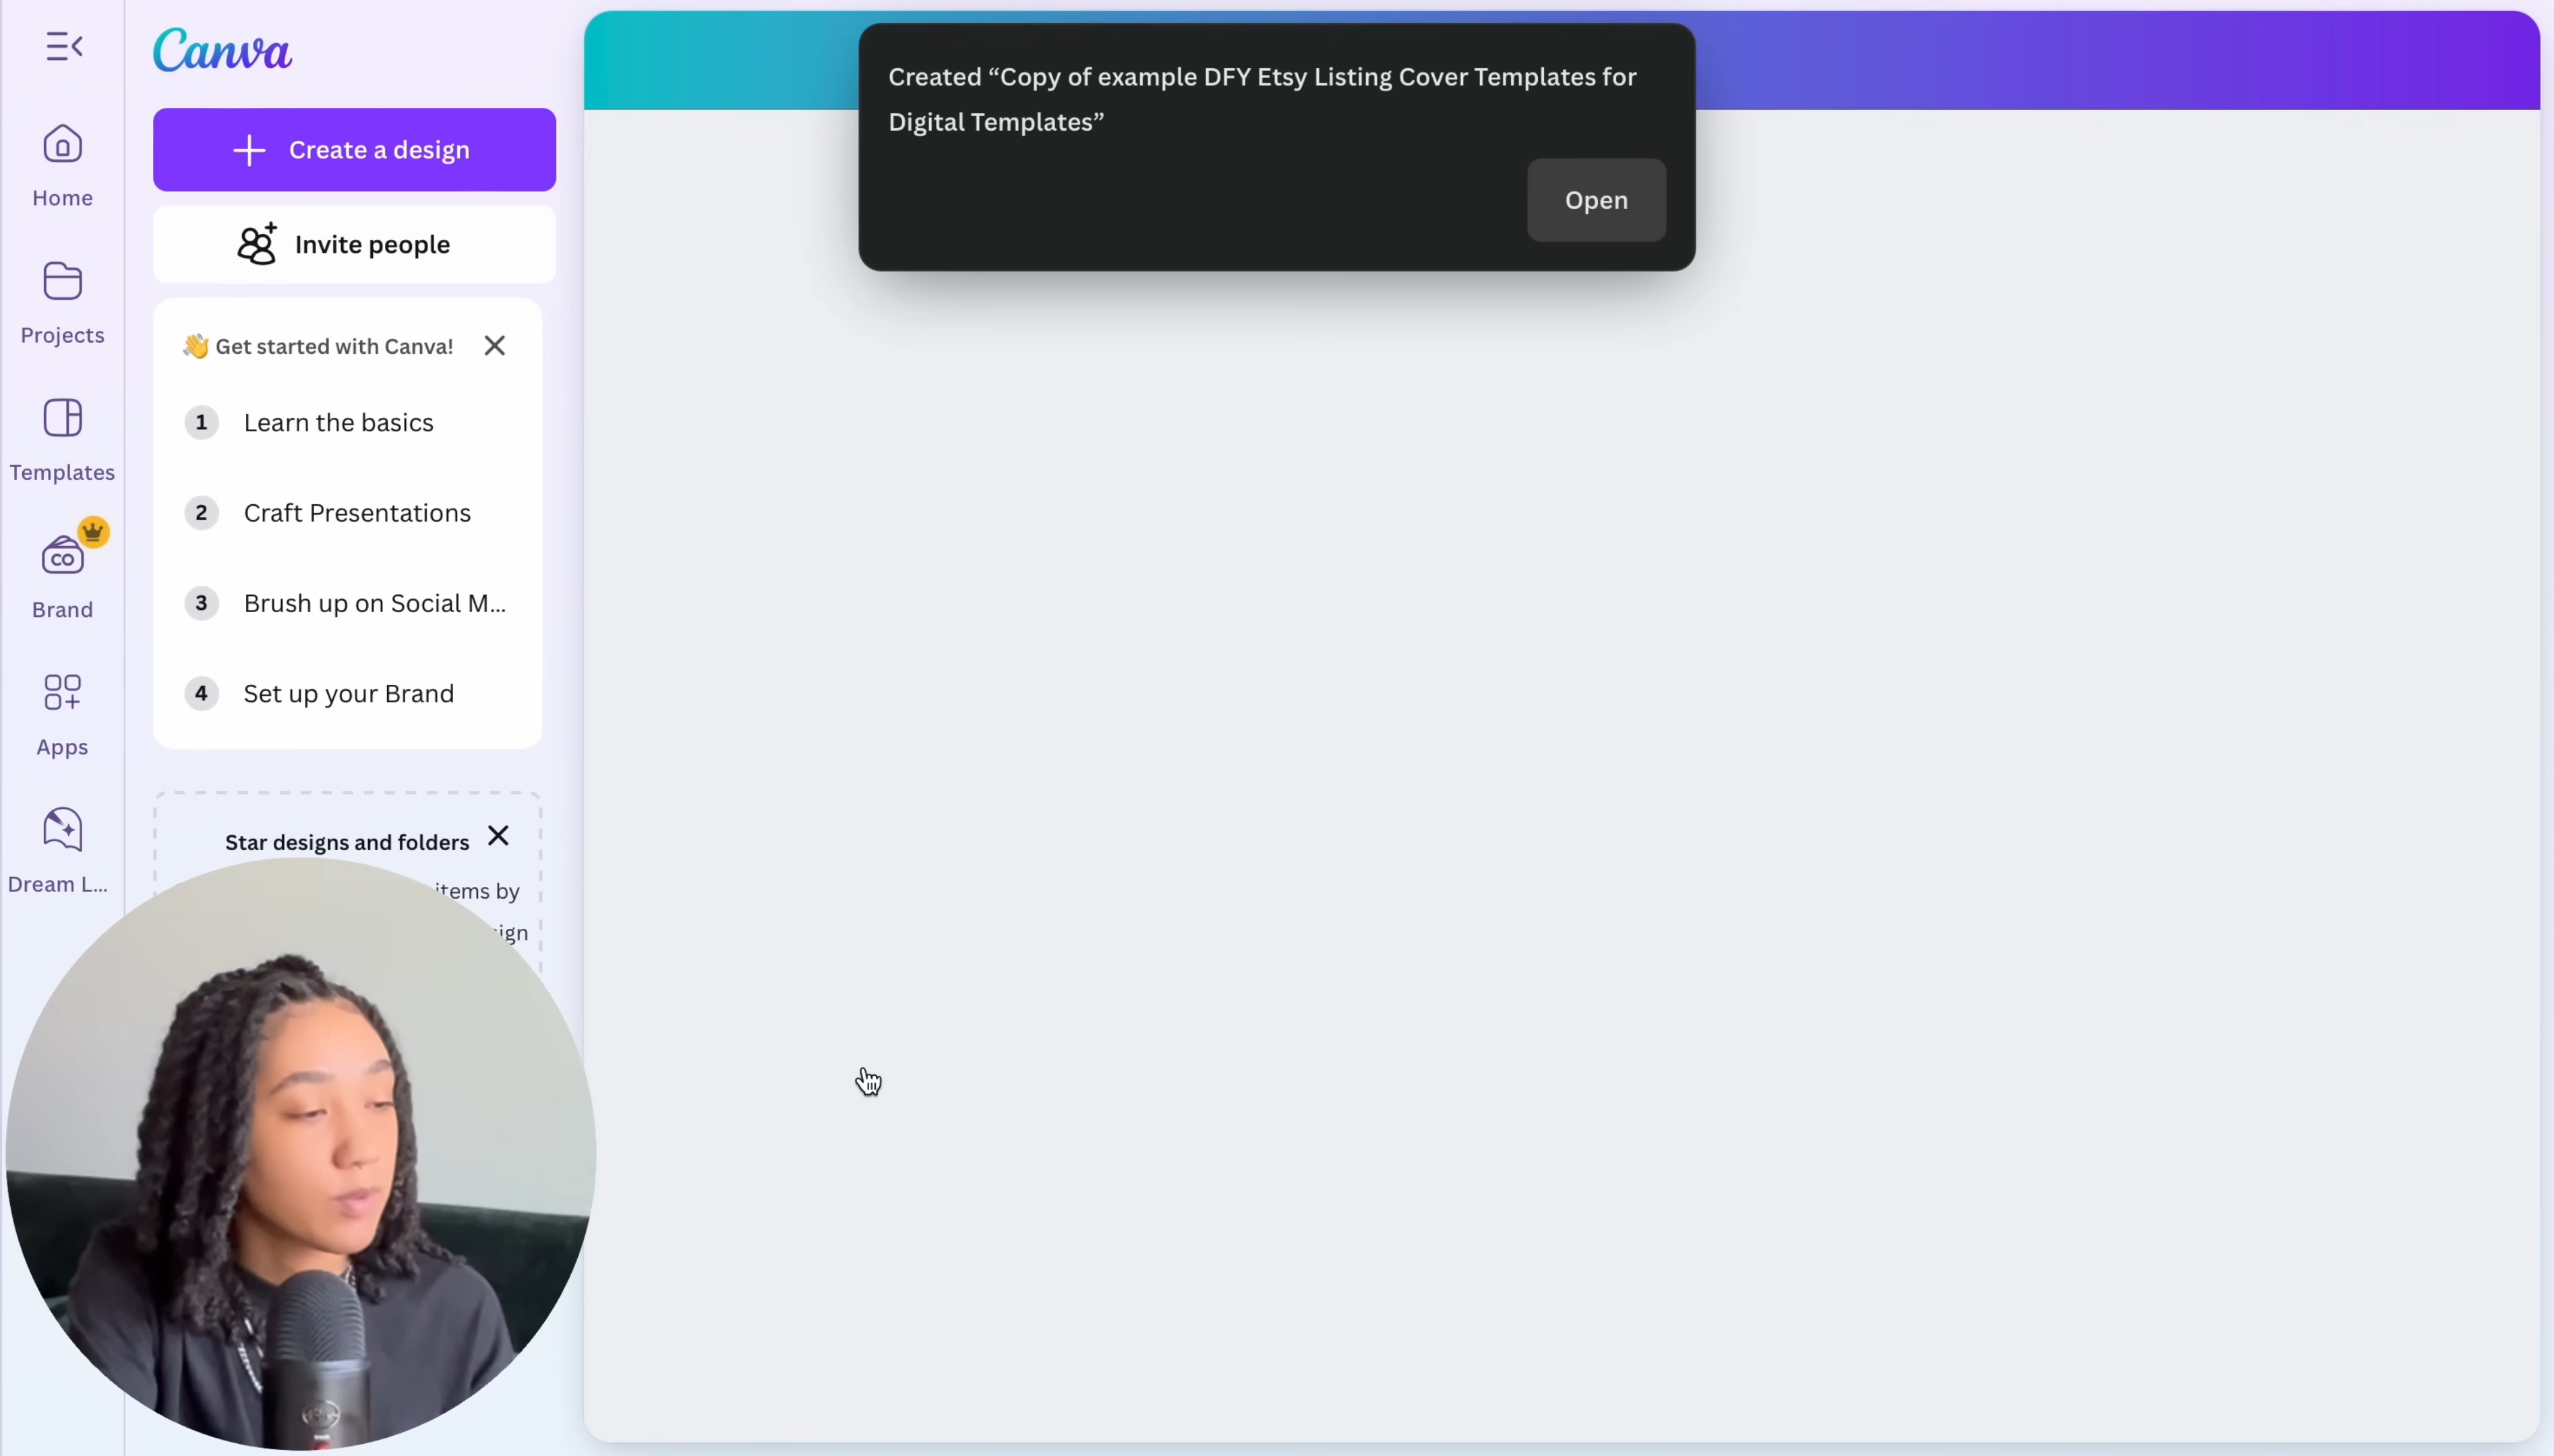 Canva
Create a design
Invite people
Home
Projects
Templates
CO
Brand
Apps
Dream L...
👋 Get started with Canva!
1 Learn the basics
2 Craft Presentations
3 Brush up on Social M...
4 Set up your Brand
Star designs and folders
items by
Created “Copy of example DFY Etsy Listing Cover Templates for
Digital Templates”
Open